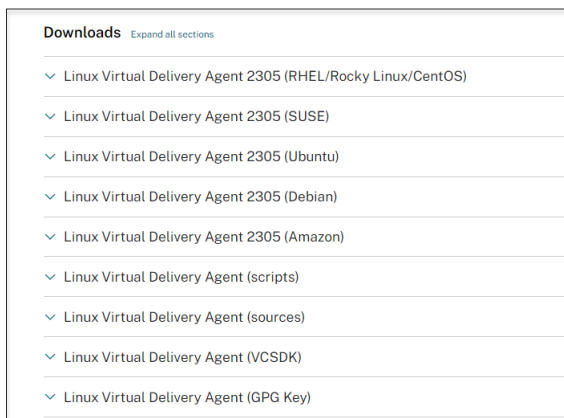 Downloads Expand all sections
Linux Virtual Delivery Agent 2305 (RHEL/Rocky Linux/CentOS)
Linux Virtual Delivery Agent 2305 (SUSE)
Linux Virtual Delivery Agent 2305 (Ubuntu)
Linux Virtual Delivery Agent 2305 (Debian)
Linux Virtual Delivery Agent 2305 (Amazon)
Linux Virtual Delivery Agent (scripts)
Linux Virtual Delivery Agent (sources)
Linux Virtual Delivery Agent (VCSDK)
Linux Virtual Delivery Agent (GPG Key)